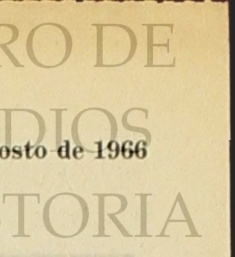 RO DE
DIOS
osto de 1966
TORIA